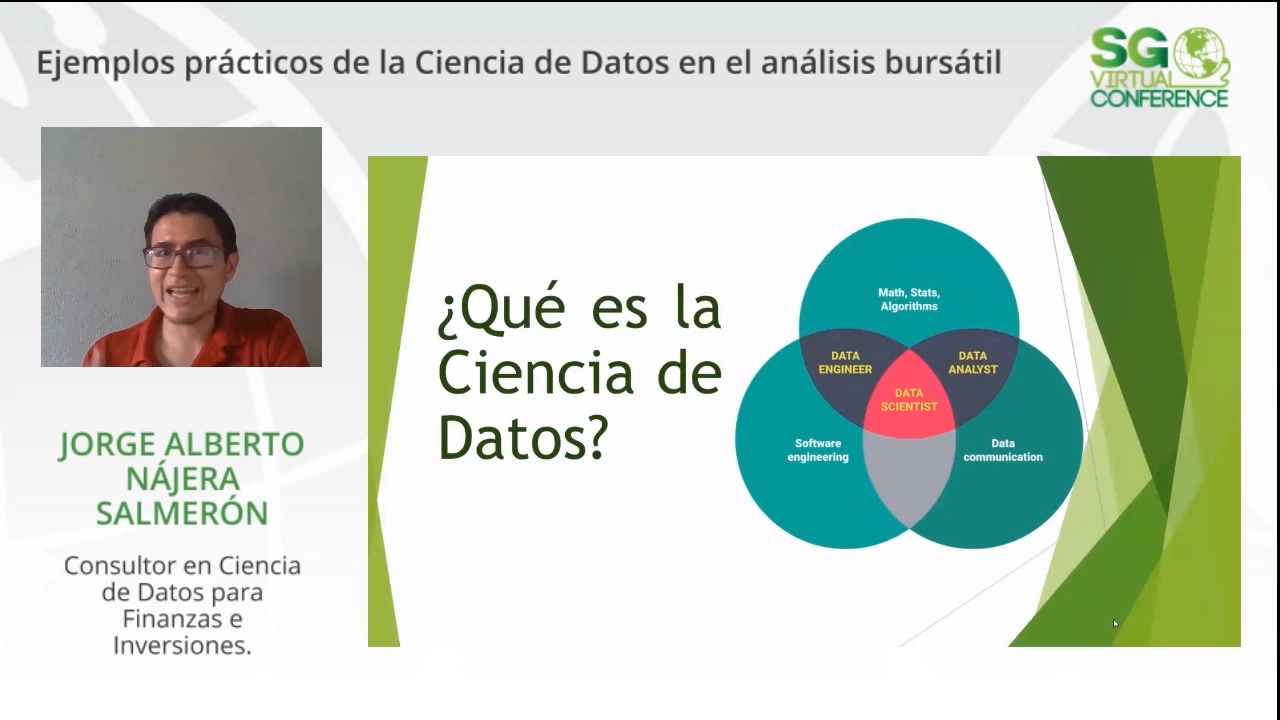 Ejemplos prácticos de la Ciencia de Datos en el análisis bursátil
SG
VIRTUAL
CONFERENCE
JORGE ALBERTO
NÁJERA
SALMERÓN
Consultor en Ciencia
de Datos para
Finanzas e
Inversiones.
¿Qué es la
Ciencia de
Datos?
Math, Stats,
Algorithms
DATA
ENGINEER
DATA
ANALYST
DATA
SCIENTIST
Software
engineering
Data
communication